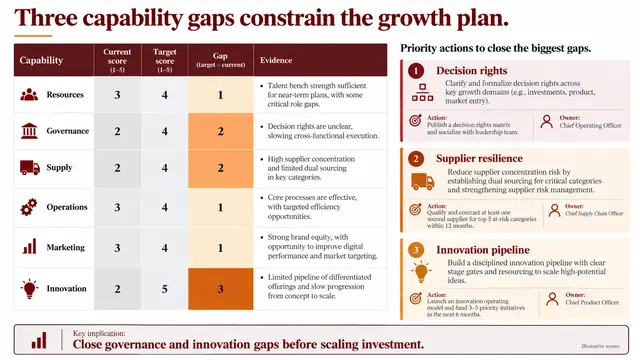 Three capability gaps constrain the growth plan.
Capability
Current
score
(1–5)
Target
score
(1–5)
Gap
(target – current)
Evidence
Resources
3
4
1
• Talent bench strength sufficient
for near-term plans, with some
critical role gaps.
Governance
2
4
2
• Decision rights are unclear,
slowing cross-functional execution.
Supply
2
4
2
• High supplier concentration
and limited dual sourcing
in key categories.
Operations
3
4
1
• Core processes are effective,
with targeted efficiency
opportunities.
Marketing
3
4
1
• Strong brand equity, with
opportunity to improve digital
performance and market targeting.
Innovation
2
5
3
• Limited pipeline of differentiated
offerings and slow progression
from concept to scale.
Priority actions to close the biggest gaps.
1
Decision rights
Clarify and formalize decision rights across
key growth domains (e.g., investments, product,
market entry).
Action:
Publish a decision rights matrix
and socialize with leadership team.
Owner:
Chief Operating Officer
2
Supplier resilience
Reduce supplier concentration risk by
establishing dual sourcing for critical categories
and strengthening supplier risk management.
Action:
Qualify and contract at least one
second supplier for top 5 at-risk categories
within 12 months.
Owner:
Chief Supply Chain Officer
3
Innovation pipeline
Build a disciplined innovation pipeline with clear
stage gates and resourcing to scale high-potential
ideas.
Action:
Launch an innovation operating
model and fund 3–5 priority initiatives
in the next 6 months.
Owner:
Chief Product Officer
Key implication:
Close governance and innovation gaps before scaling investment.
Illustrative scores.